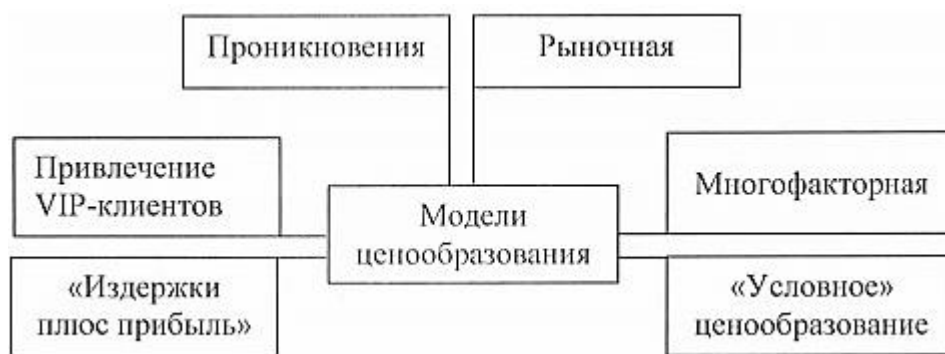 Проникновения
Рыночная
Привлечение
VIP-клиентов
Многофакторная
Модели
ценообразования
«Издержки
плюс прибыль»
«Условное»
ценообразование